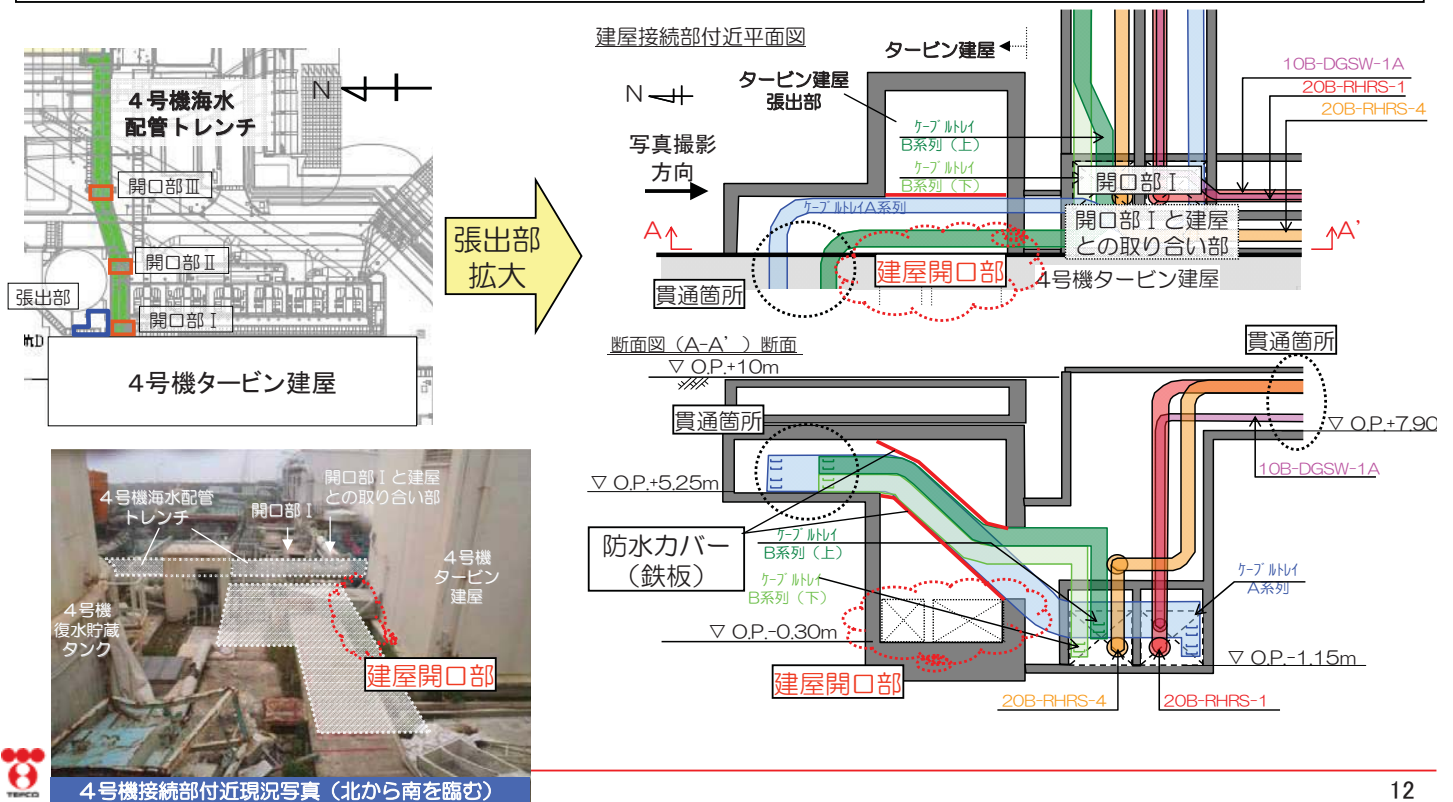 N
４号機海水
配管トレンチ
開口部Ⅲ
開口部Ⅱ
張出部
開口部Ⅰ
４号機タービン建屋
張出部
拡大
建屋接続部付近平面図
タービン建屋
タービン建屋
張出部
N
写真撮影
方向
ｹｰﾌﾞﾙﾄﾚｲ
B系列（上）
ｹｰﾌﾞﾙﾄﾚｲ
B系列（下）
ｹｰﾌﾞﾙﾄﾚｲA系列
10B-DGSW-1A
20B-RHRS-1
20B-RHRS-4
開口部Ⅰ
開口部Ⅰと建屋
との取り合い部
A
A'
建屋開口部
貫通箇所
4号機タービン建屋
断面図（A-A'）断面
▽ O.P.+10m
貫通箇所
貫通箇所
▽ O.P.+7.90
10B-DGSW-1A
▽ O.P.+5.25m
防水カバー
（鉄板）
ｹｰﾌﾞﾙﾄﾚｲ
B系列（上）
ｹｰﾌﾞﾙﾄﾚｲ
B系列（下）
ｹｰﾌﾞﾙﾄﾚｲ
A系列
▽ O.P.-0.30m
▽ O.P.-1.15m
建屋開口部
20B-RHRS-4
20B-RHRS-1
４号機海水配管
トレンチ
開口部Ⅰ
開口部Ⅰと建屋
との取り合い部
４号機
タービン
建屋
４号機
復水貯蔵
タンク
建屋開口部
４号機接続部付近現況写真（北から南を臨む）
TEPCO
12